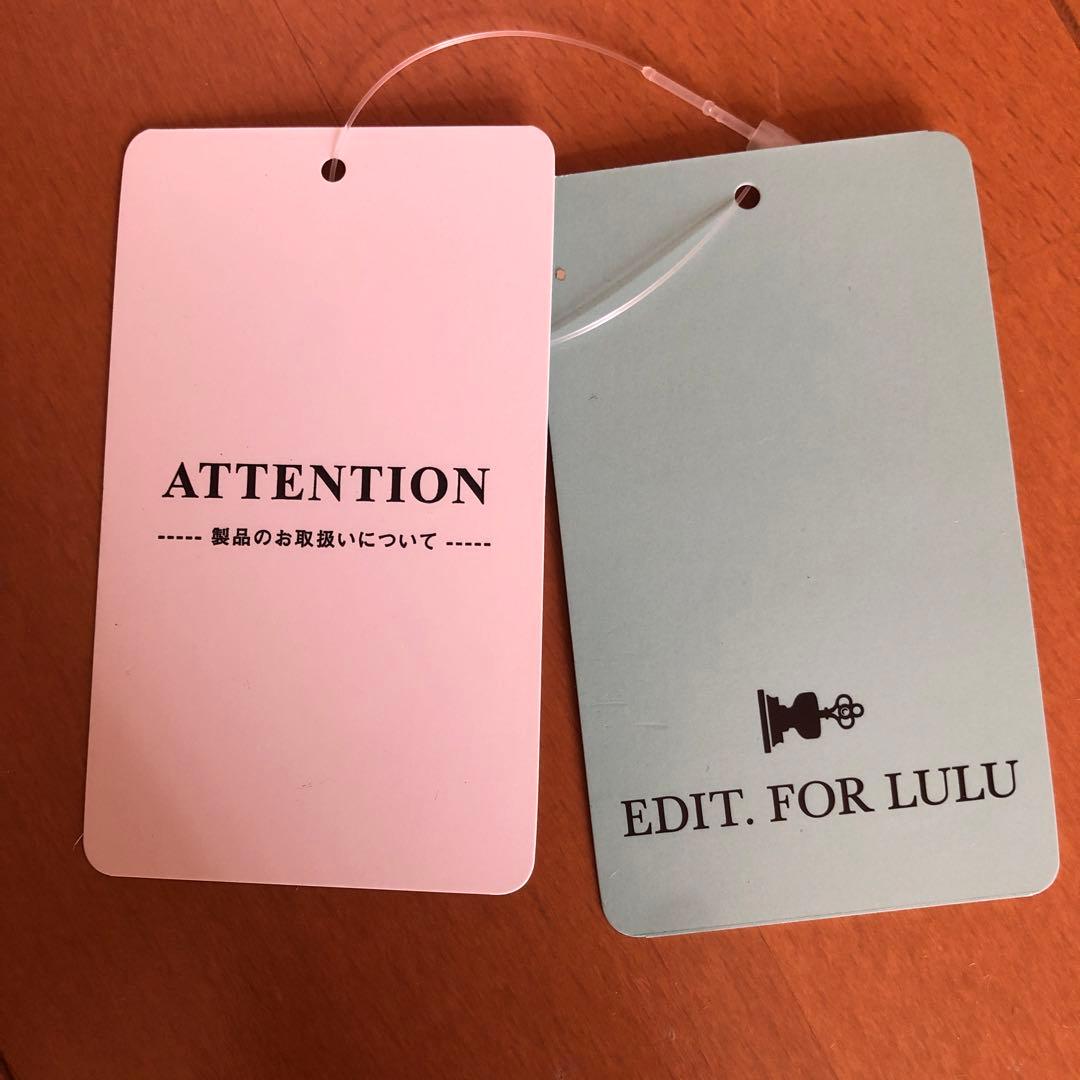 ATTENTION
----- 製品のお取扱いについて -----
EDIT. FOR LULU